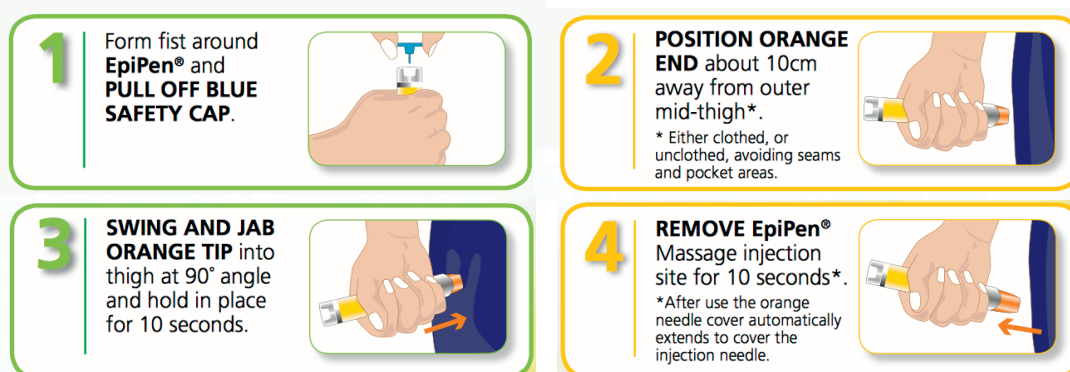 1
Form fist around
EpiPen® and
PULL OFF BLUE
SAFETY CAP.
2
POSITION ORANGE
END about 10cm
away from outer
mid-thigh*.
* Either clothed, or
unclothed, avoiding seams
and pocket areas.
3
SWING AND JAB
ORANGE TIP into
thigh at 90° angle
and hold in place
for 10 seconds.
4
REMOVE EpiPen®
Massage injection
site for 10 seconds*.
*After use the orange
needle cover automatically
extends to cover the
injection needle.